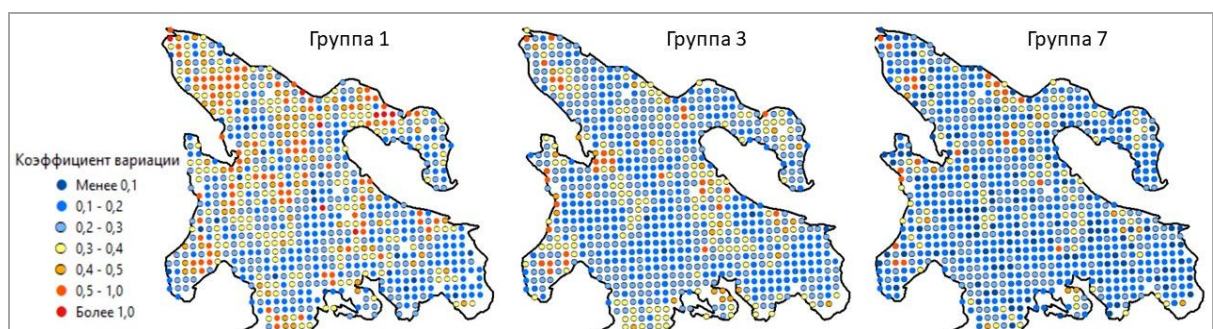 Группа 1
Группа 3
Группа 7
Коэффициент вариации
Менее 0,1
0,1 - 0,2
0,2 - 0,3
0,3 - 0,4
0,4 - 0,5
0,5 - 1,0
Более 1,0